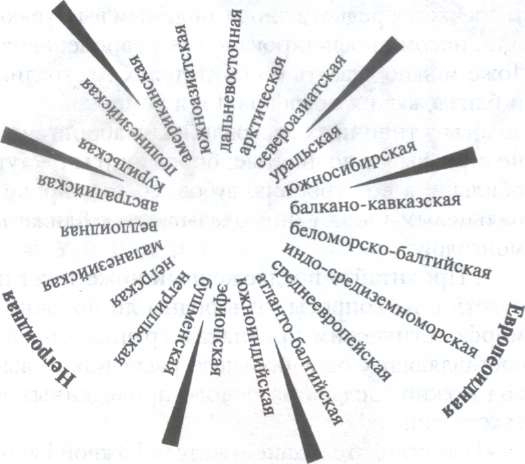 дальневосточная
арктическая
североазиатская
уральская
южносибирская
балкано-кавказская
беломорско-балтийская
индо-средиземноморская
среднеевропейская
атланто-балтийская
южноиндийская
эфиопская
бушменская
негрилльская
негрская
меланезийская
веддоидная
австралийская
курильская
полинезийская
американская
южноазиатская
Европеоидная
Негроидная